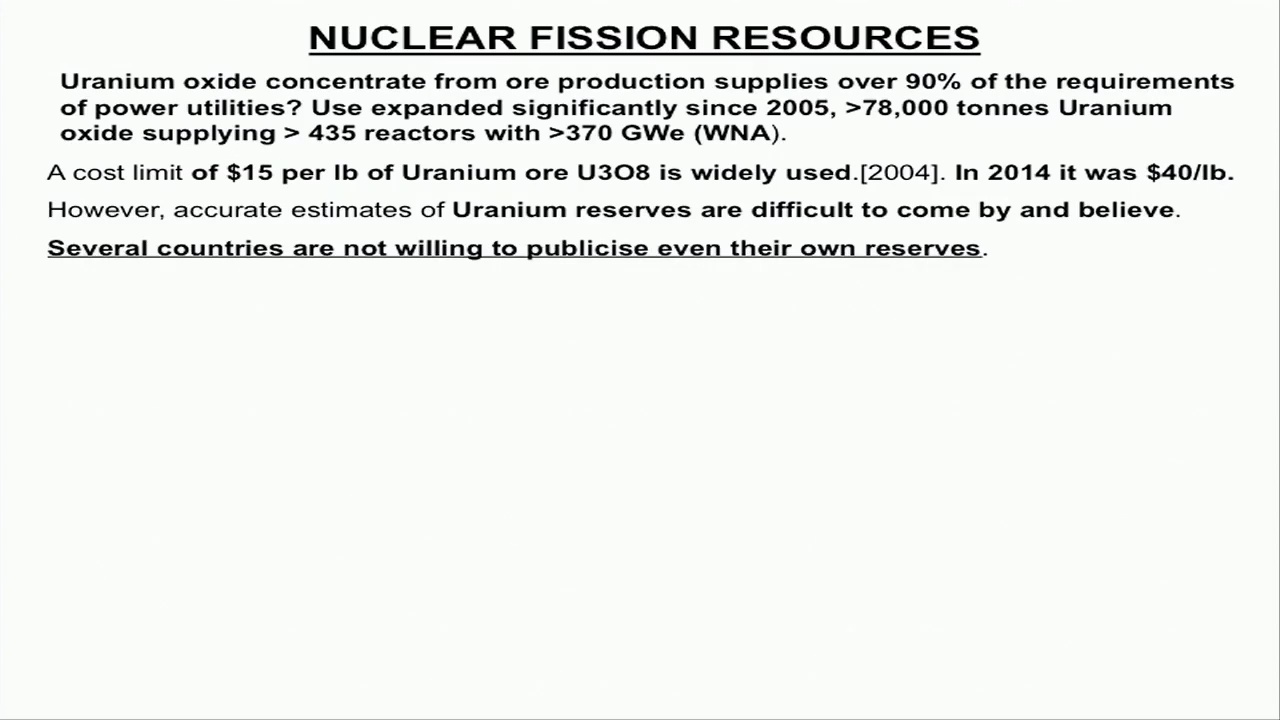 NUCLEAR FISSION RESOURCES
Uranium oxide concentrate from ore production supplies over 90% of the requirements
of power utilities? Use expanded significantly since 2005, >78,000 tonnes Uranium
oxide supplying > 435 reactors with >370 GWe (WNA).
A cost limit of $15 per lb of Uranium ore U3O8 is widely used.[2004]. In 2014 it was $40/lb.
However, accurate estimates of Uranium reserves are difficult to come by and believe.
Several countries are not willing to publicise even their own reserves.